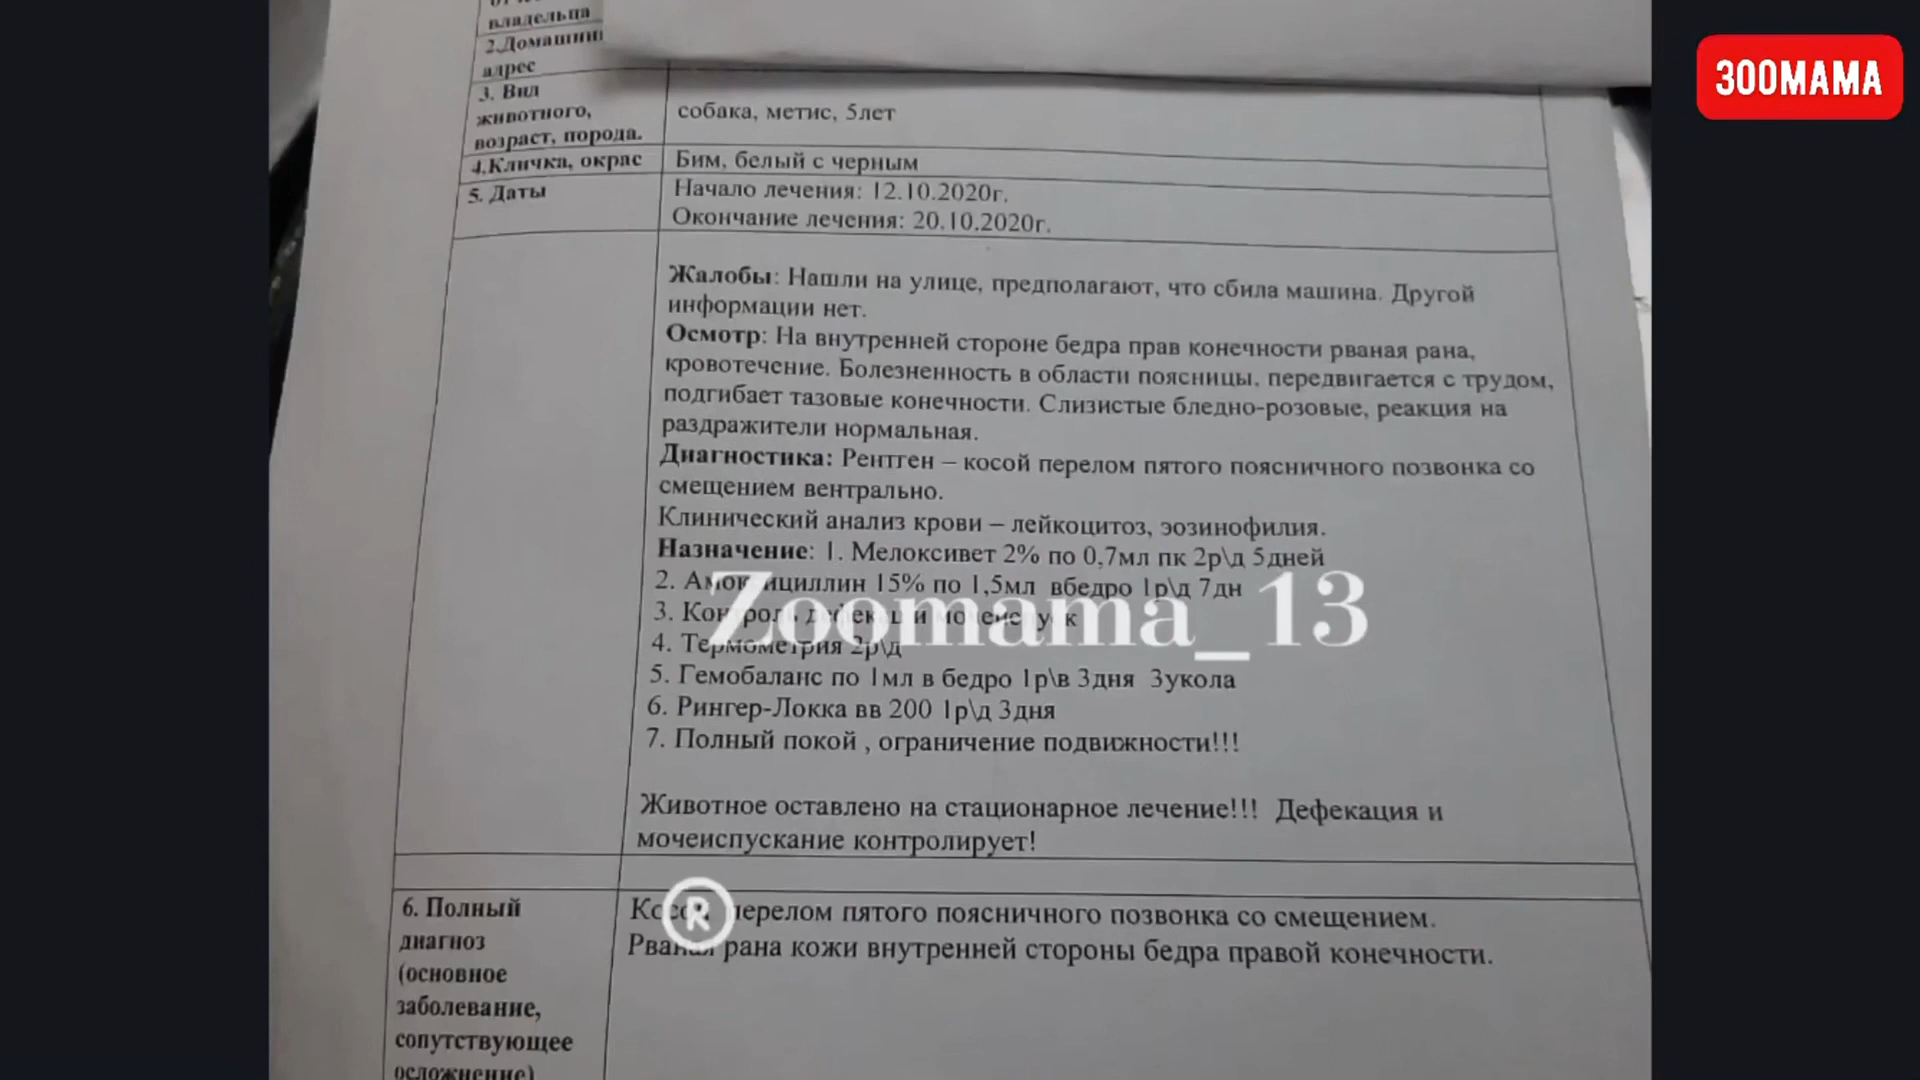 ЗООМАМА
владельца
2.Домашний
адрес
3. Вид
животного,
возраст, порода.
собака, метис, 5лет
4.Кличка, окрас
Бим, белый с черным
5. Даты
Начало лечения: 12.10.2020г.
Окончание лечения: 20.10.2020г.
Жалобы: Нашли на улице, предполагают, что сбила машина. Другой
информации нет.
Осмотр: На внутренней стороне бедра прав конечности рваная рана,
кровотечение. Болезненность в области поясницы, передвигается с трудом,
подгибает тазовые конечности. Слизистые бледно-розовые, реакция на
раздражители нормальная.
Диагностика: Рентген – косой перелом пятого поясничного позвонка со
смещением вентрально.
Клинический анализ крови – лейкоцитоз, эозинофилия.
Назначение: 1. Мелоксивет 2% по 0,7мл пк 2р\д 5дней
2. Амоксициллин 15% по 1,5мл вбедро 1р\д 7дн
Zoomama_13
3. Контроль дефекац и мочеиспуск
4. Термометрия 2р\д
5. Гемобаланс по 1мл в бедро 1р\в 3дня 3укола
6. Рингер-Локка вв 200 1р\д 3дня
7. Полный покой , ограничение подвижности!!!
Животное оставлено на стационарное лечение!!! Дефекация и
мочеиспускание контролирует!
6. Полный
диагноз
(основное
заболевание,
сопутствующее
осложнение)
®
Косой перелом пятого поясничного позвонка со смещением.
Рваная рана кожи внутренней стороны бедра правой конечности.